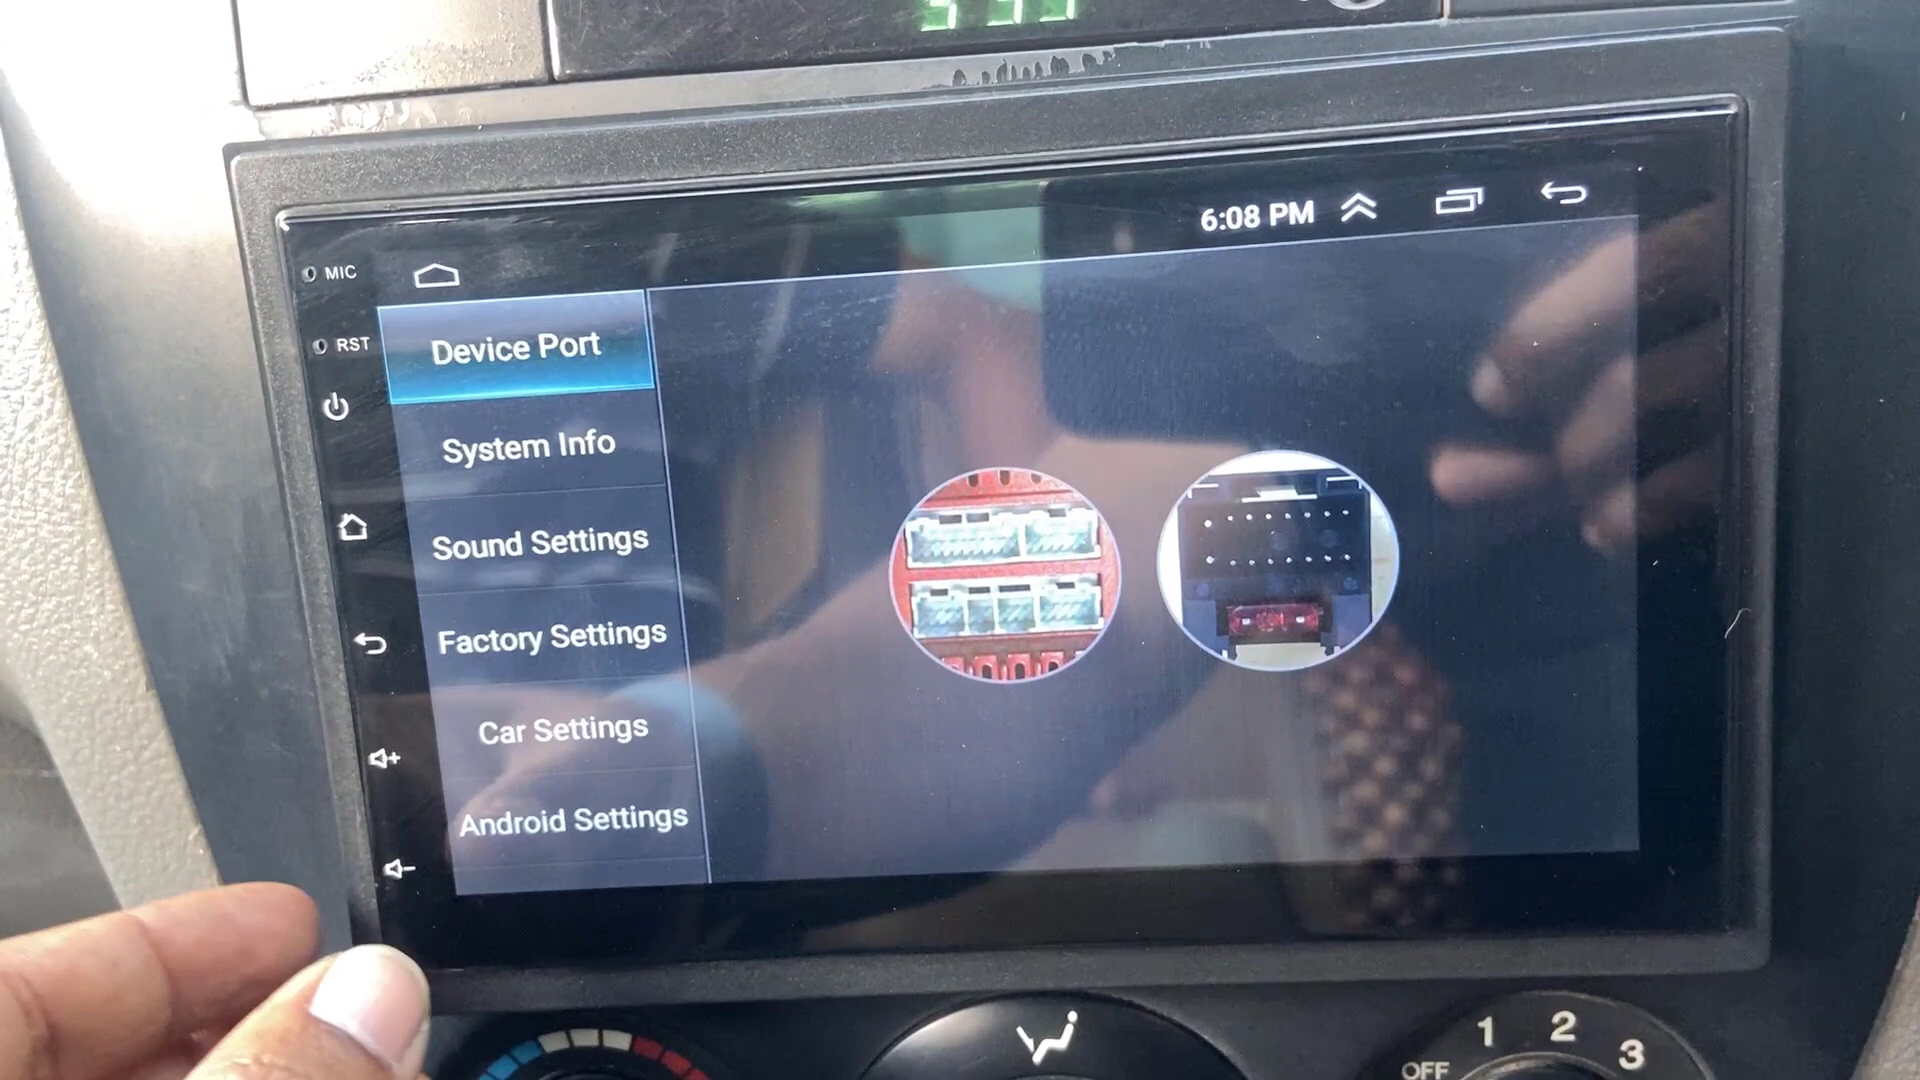 6:08 PM
MIC
RST
Device Port
System Info
Sound Settings
Factory Settings
Car Settings
Android Settings
OFF 1 2 3